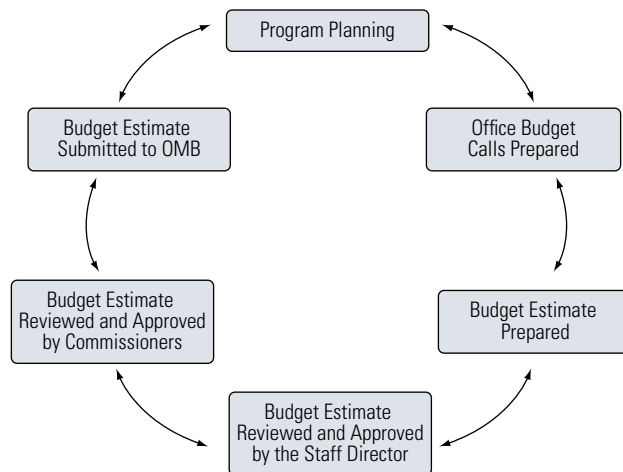 Program Planning
Office Budget
Calls Prepared
Budget Estimate
Prepared
Budget Estimate
Reviewed and Approved
by the Staff Director
Budget Estimate
Reviewed and Approved
by Commissioners
Budget Estimate
Submitted to OMB